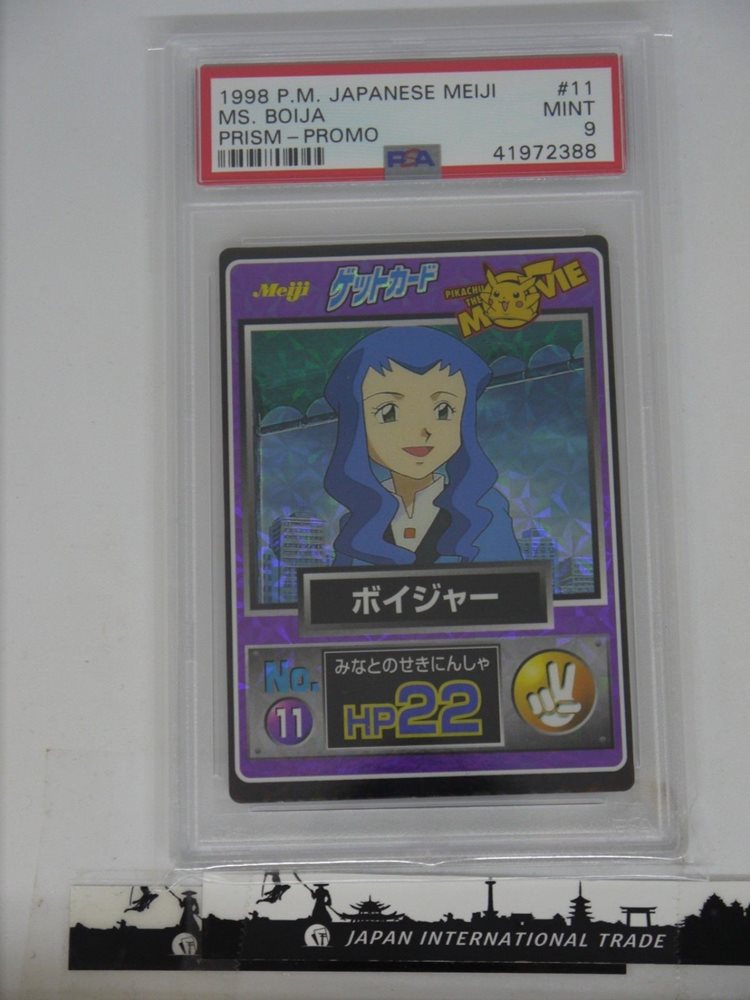 1998 P.M. JAPANESE MEIJI #11
MS. BOIJA MINT
PRISM - PROMO 9
PSA 41972388
Meiji ゲットカード PIKACHU THE MOVIE
ボイジャー
No. 11
みなとのせきにんしゃ
HP22
JAPAN INTERNATIONAL TRADE